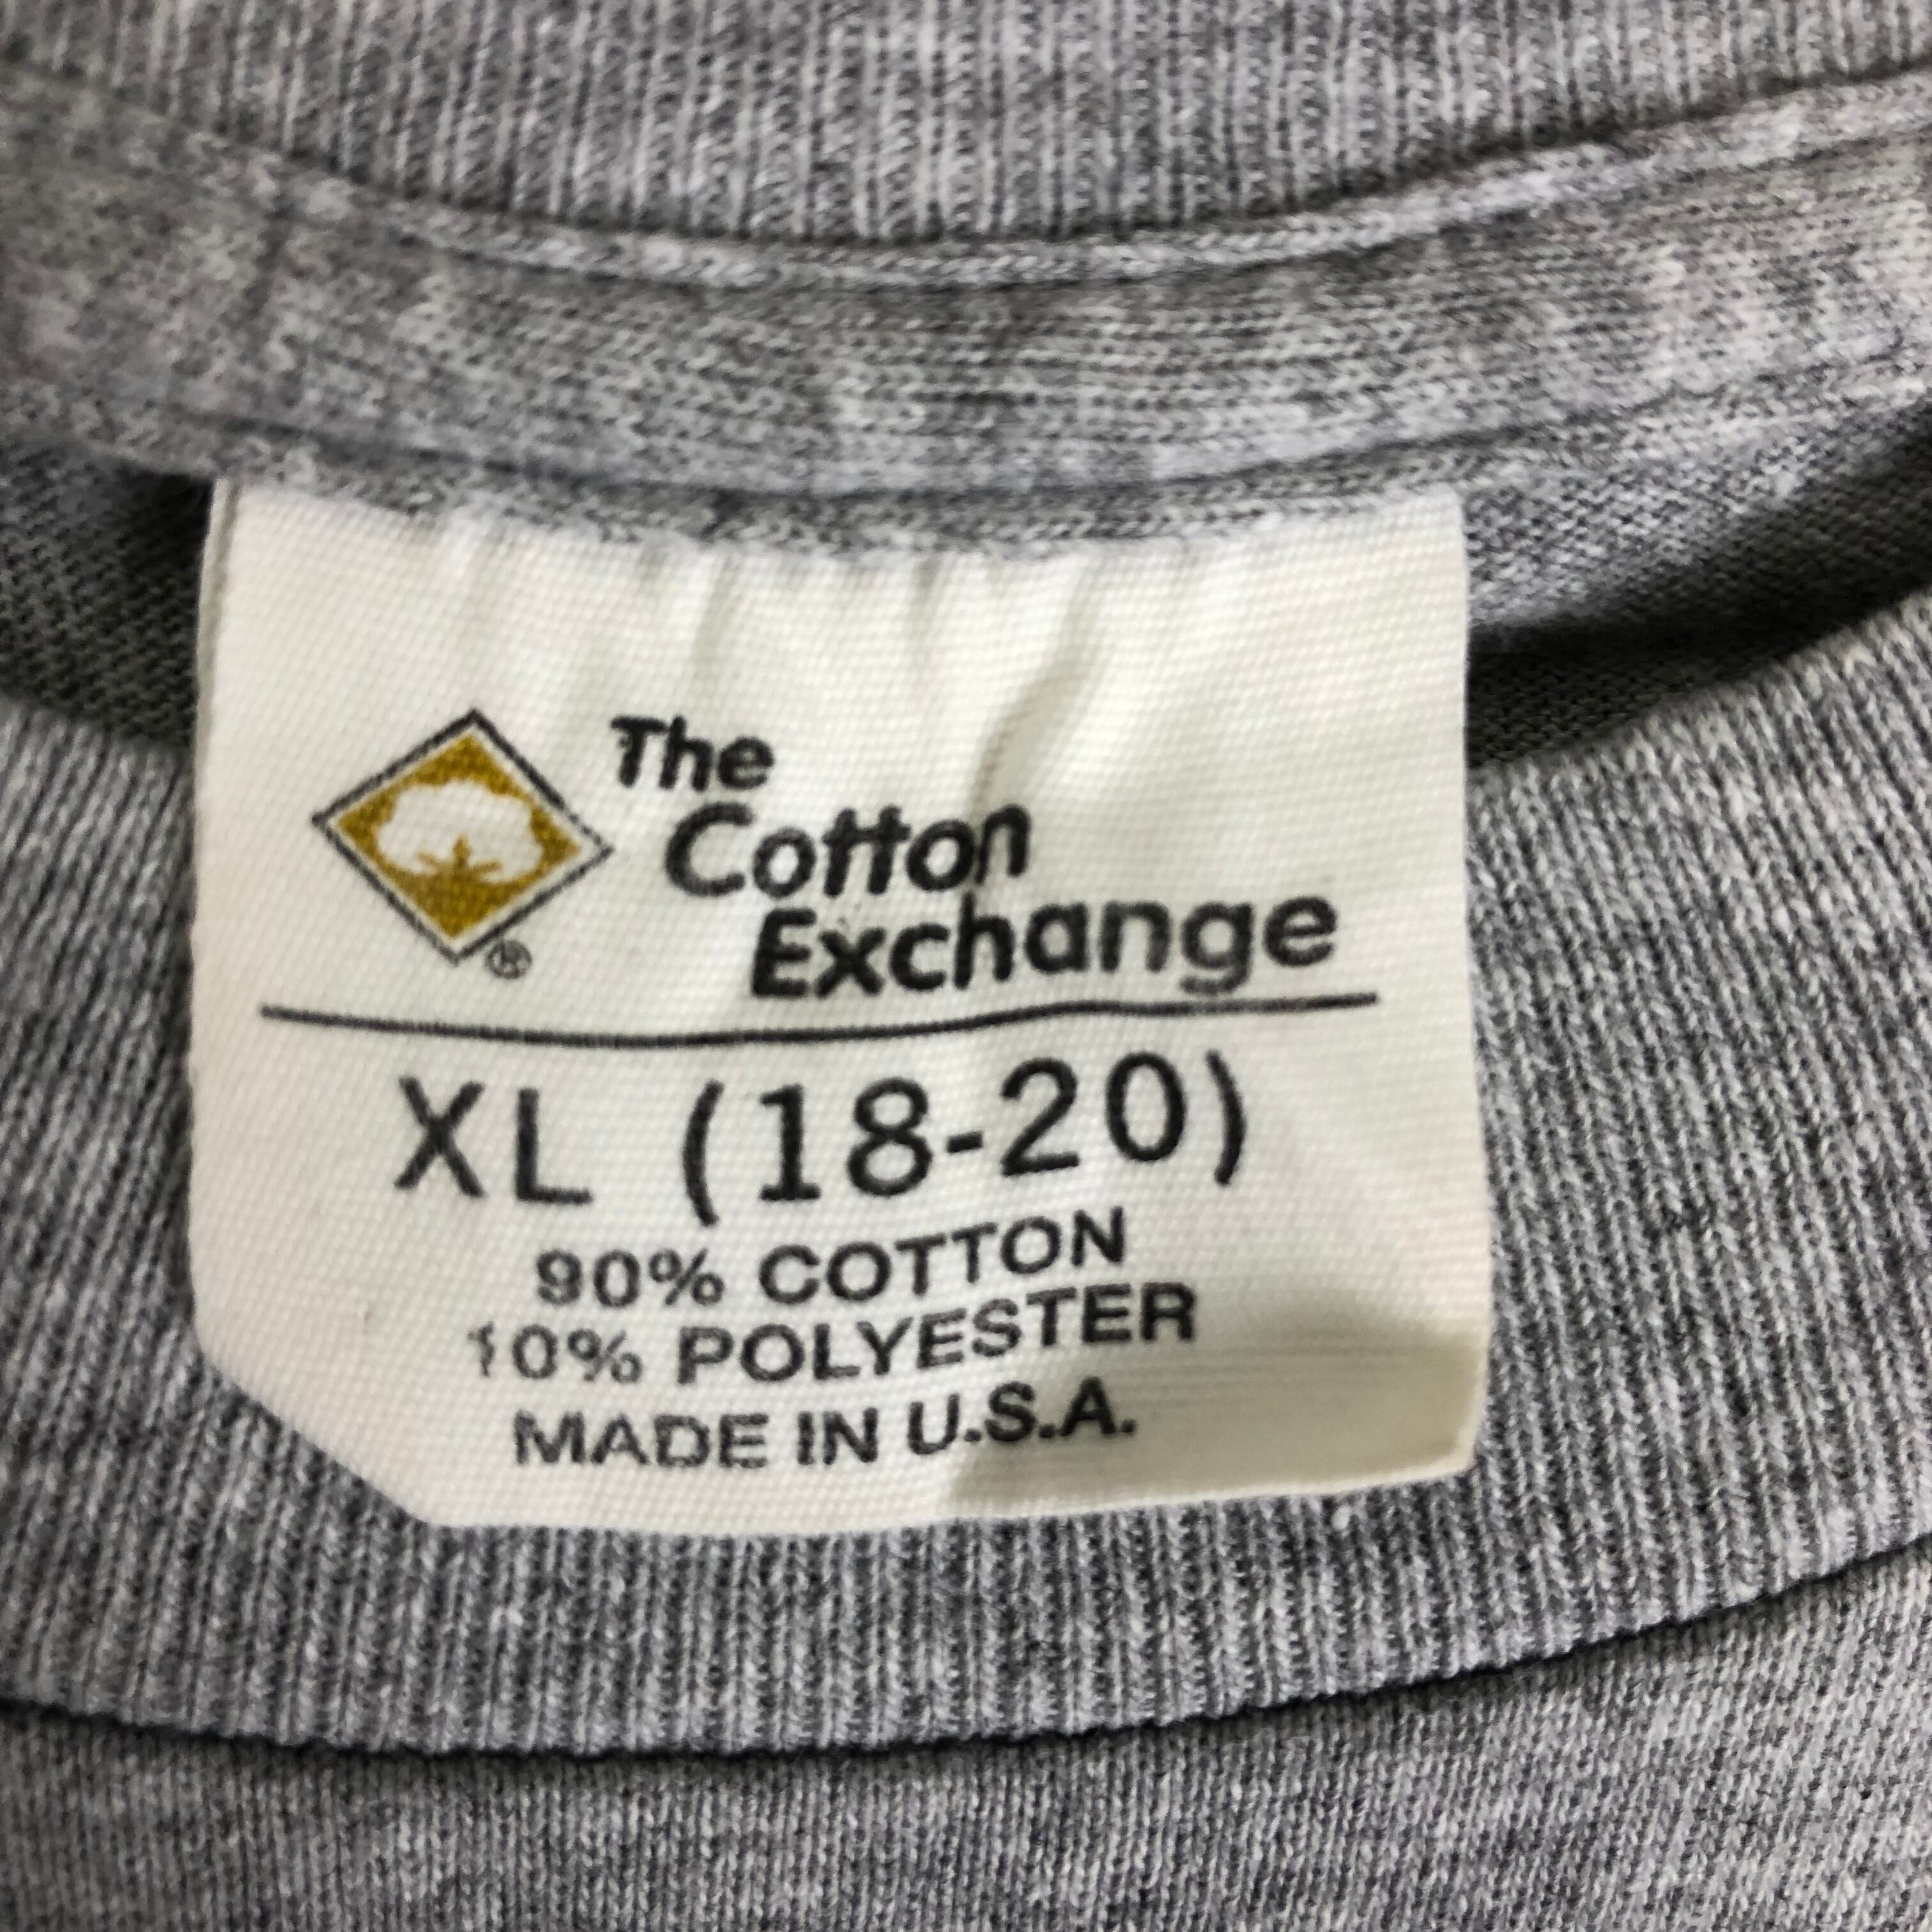 The
Cotton
Exchange
®
XL (18-20)
90% COTTON
10% POLYESTER
MADE IN U.S.A.